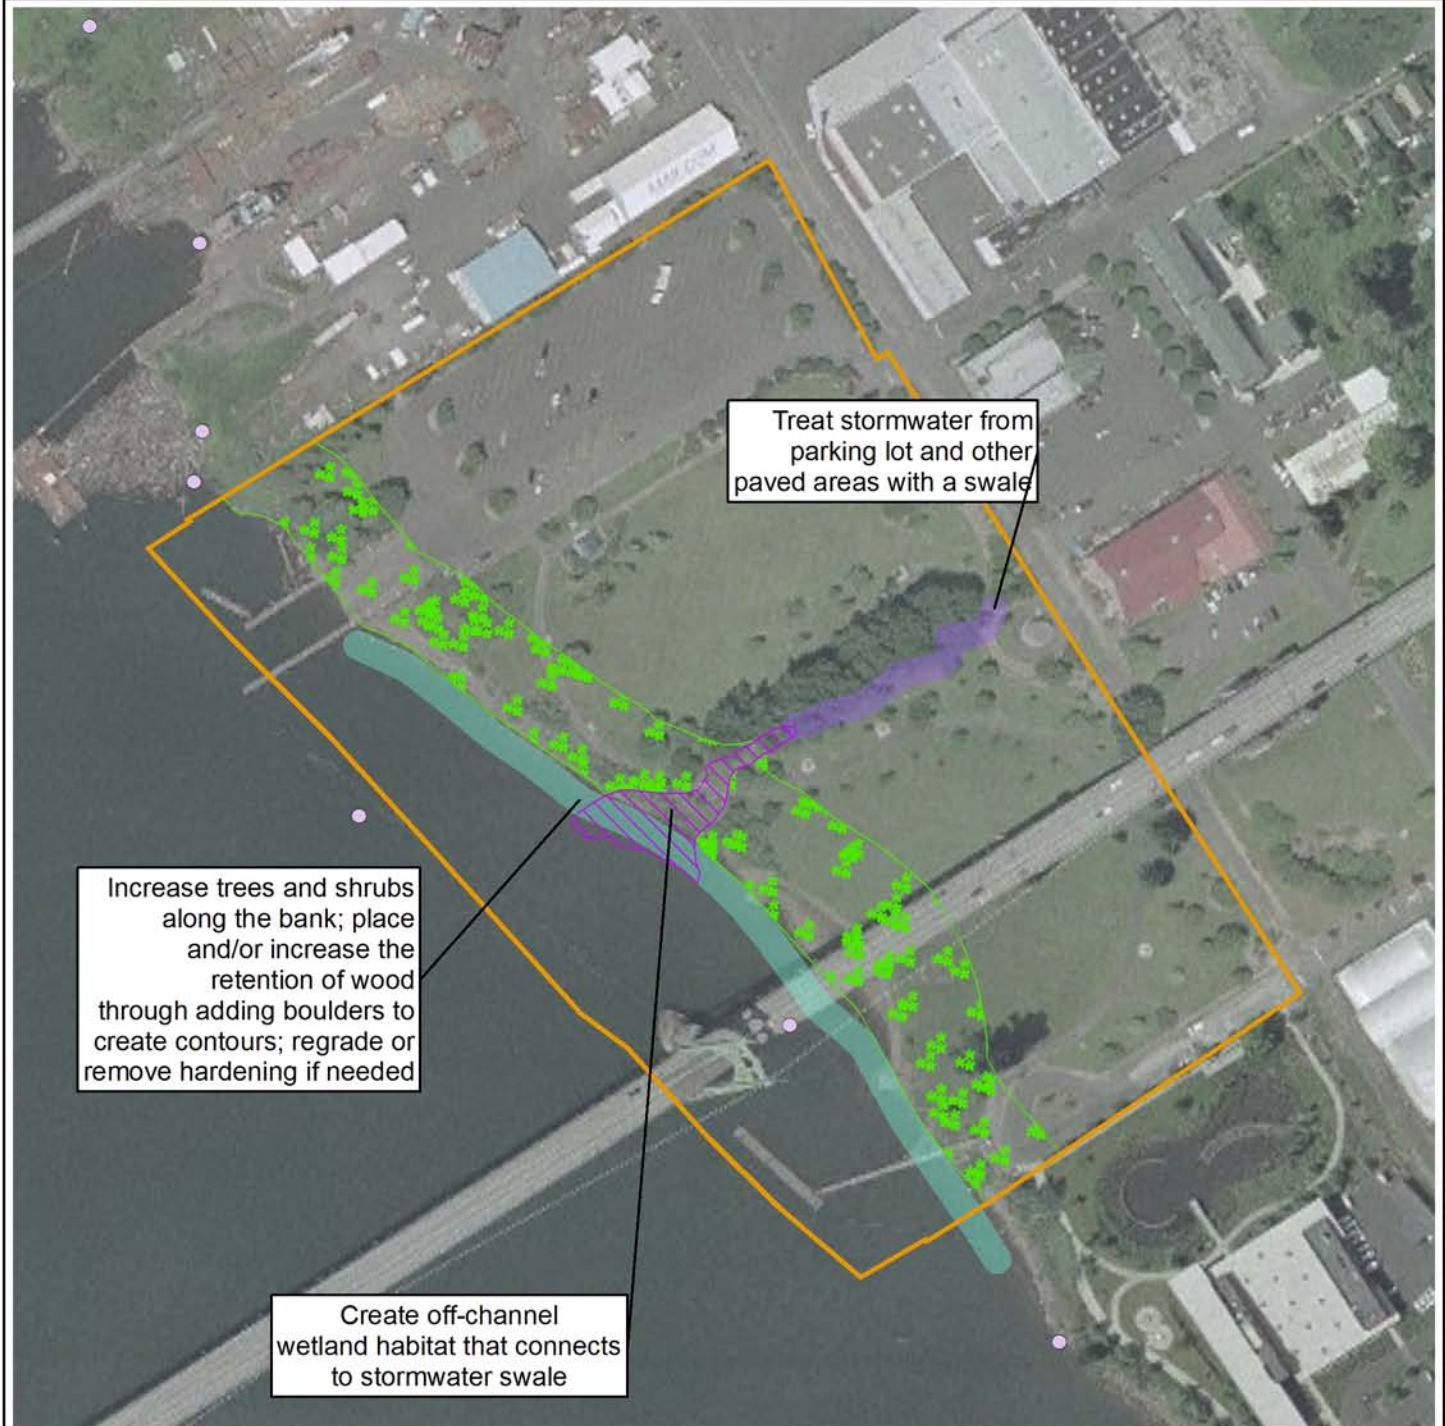 Treat stormwater from
parking lot and other
paved areas with a swale
Increase trees and shrubs
along the bank; place
and/or increase the
retention of wood
through adding boulders to
create contours; regrade or
remove hardening if needed
Create off-channel
wetland habitat that connects
to stormwater swale